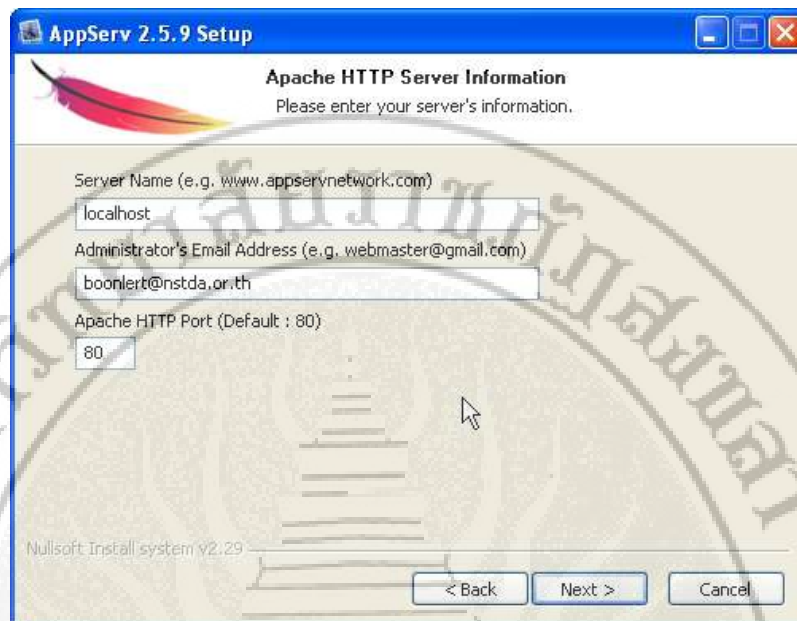 AppServ 2.5.9 Setup
Apache HTTP Server Information
Please enter your server's information.
Server Name (e.g. www.appservnetwork.com)
localhost
Administrator's Email Address (e.g. webmaster@gmail.com)
boonlert@nstda.or.th
Apache HTTP Port (Default : 80)
80
Nullsoft Install system v2.29
< Back
Next >
Cancel